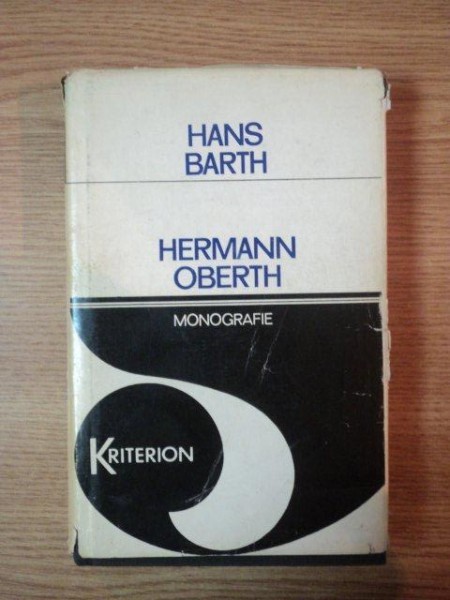 HANS
BARTH
HERMANN
OBERTH
MONOGRAFIE
KRITERION